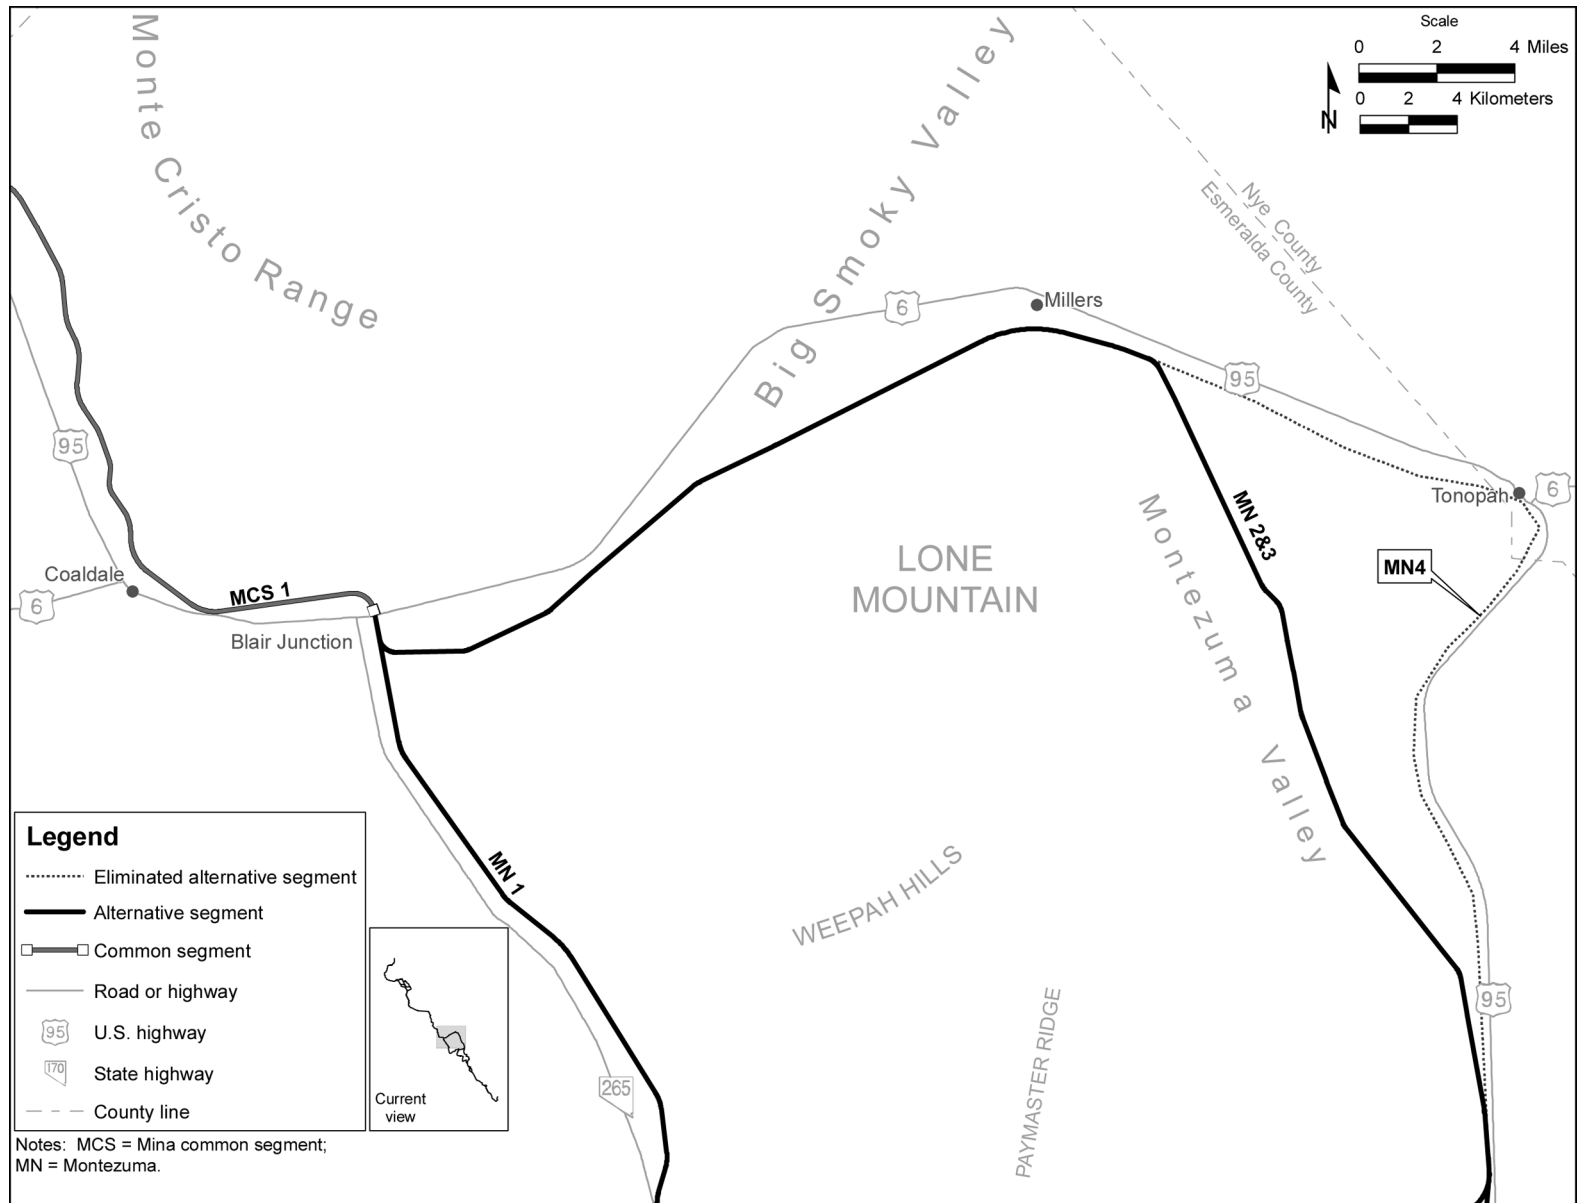 Scale
0 2 4 Miles
0 2 4 Kilometers
N
Monte Cristo Range
Big Smoky Valley
Nye County
Esmeralda County
6
Millers
95
95
Tonopah
6
MN 2&3
Montezuma Valley
LONE
MOUNTAIN
MN4
Coaldale
6
MCS 1
Blair Junction
MN 1
WEEPAH HILLS
PAYMASTER RIDGE
95
265
Legend
Eliminated alternative segment
Alternative segment
Common segment
Road or highway
95 U.S. highway
170 State highway
County line
Current
view
Notes: MCS = Mina common segment;
MN = Montezuma.